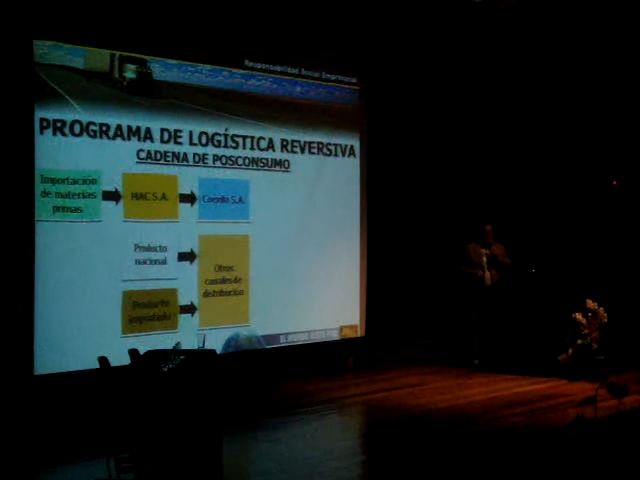 Responsabilidad Social Empresarial
PROGRAMA DE LOGÍSTICA REVERSIVA
CADENA DE POSCONSUMO
Importación
de materias
primas
MAC S.A.
Coexito S.A.
Producto
nacional
Otros
canales de
distribución
Producto
importado